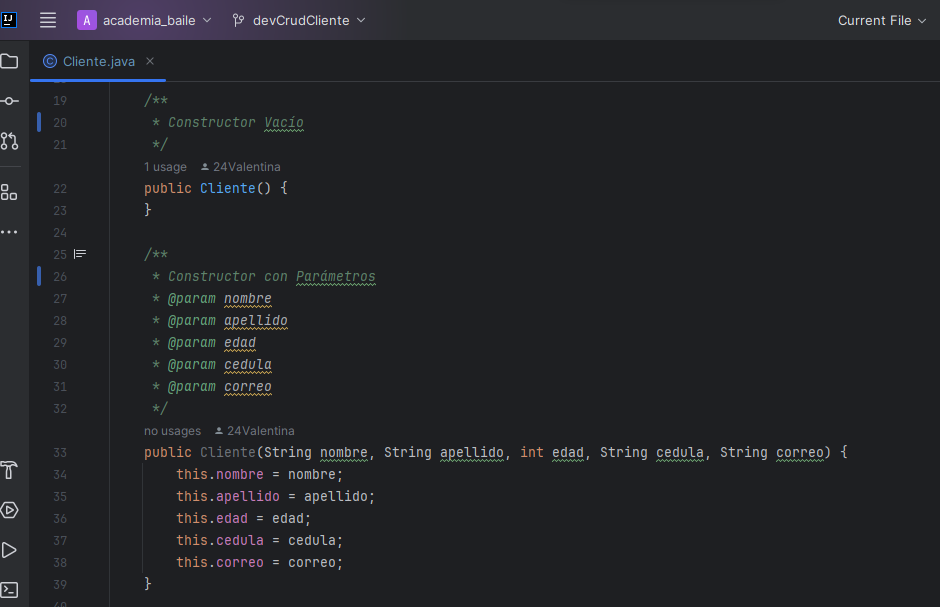 IJ
A academia_baile devCrudCliente Current File
Cliente.java
19 /**
20 * Constructor Vacio
21 */
1 usage 24Valentina
22 public Cliente() {
23 }
24
25 /**
26 * Constructor con Parámetros
27 * @param nombre
28 * @param apellido
29 * @param edad
30 * @param cedula
31 * @param correo
32 */
no usages 24Valentina
33 public Cliente(String nombre, String apellido, int edad, String cedula, String correo) {
34 this.nombre = nombre;
35 this.apellido = apellido;
36 this.edad = edad;
37 this.cedula = cedula;
38 this.correo = correo;
39 }